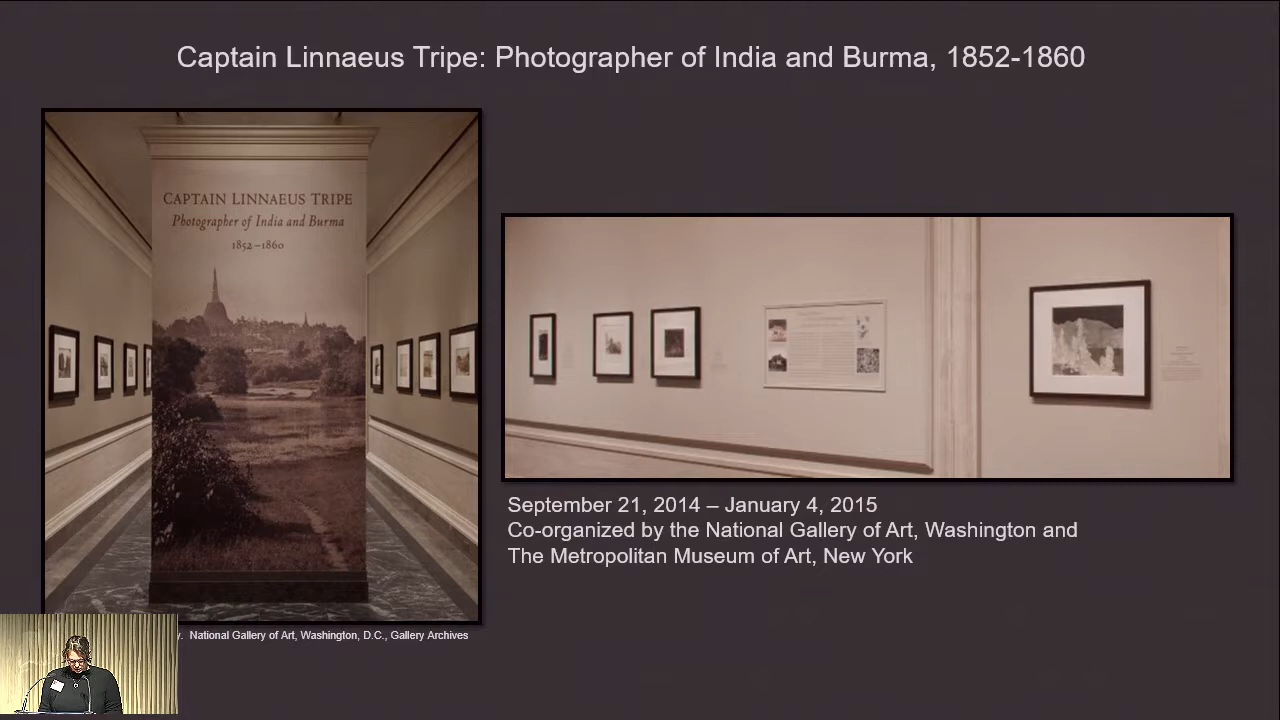 Captain Linnaeus Tripe: Photographer of India and Burma, 1852-1860
CAPTAIN LINNAEUS TRIPE
Photographer of India and Burma
1852–1860
September 21, 2014 – January 4, 2015
Co-organized by the National Gallery of Art, Washington and
The Metropolitan Museum of Art, New York
National Gallery of Art, Washington, D.C., Gallery Archives